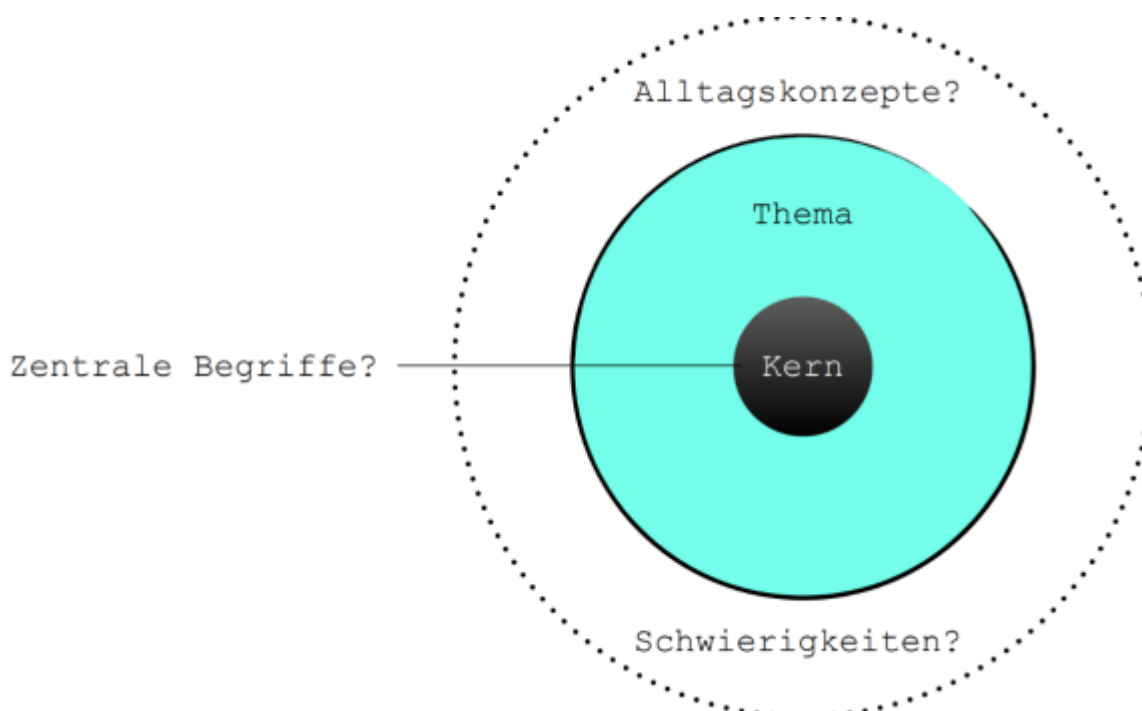 Alltagskonzepte?
Thema
Zentrale Begriffe?
Kern
Schwierigkeiten?